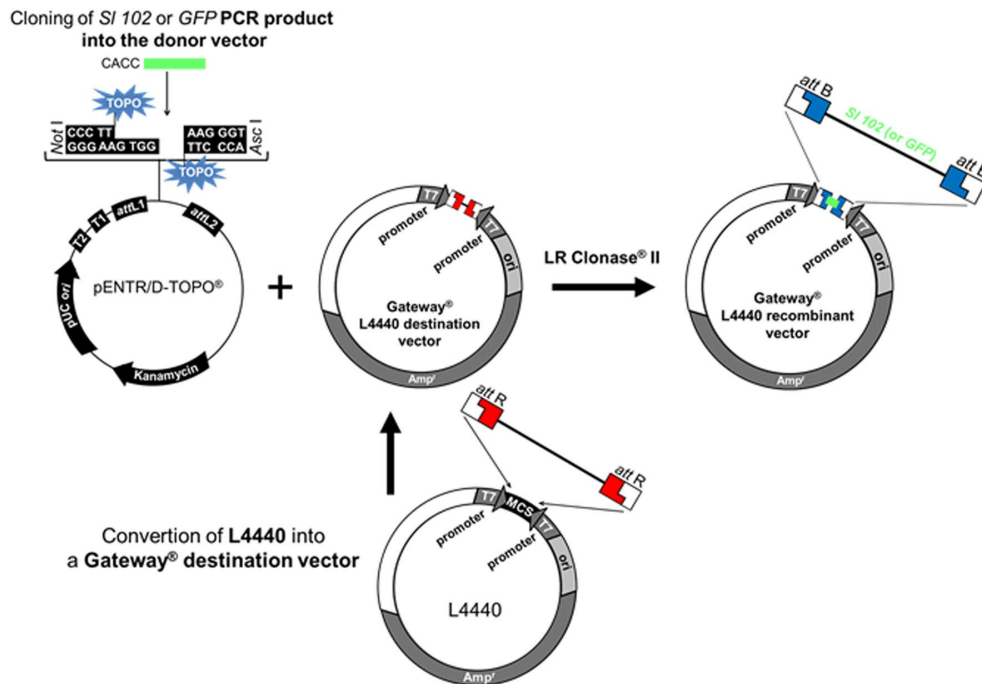 Cloning of Sl 102 or GFP PCR product
into the donor vector
CACC
TOPO
Not I
CCC TT
GGG AAG TGG
AAG GGT
TTC CCA
Asc I
TOPO
T2
T1
attL1
attL2
pUC ori
pENTR/D-TOPO®
Kanamycin
+
T7
promoter
T7
promoter
ori
Gateway®
L4440 destination
vector
Ampr
LR Clonase® II
att B
Sl 102 (or GFP)
att B
T7
promoter
T7
promoter
ori
Gateway®
L4440 recombinant
vector
Ampr
att R
att R
Convertion of L4440 into
a Gateway® destination vector
T7
MCS
T7
promoter
promoter
ori
L4440
Ampr